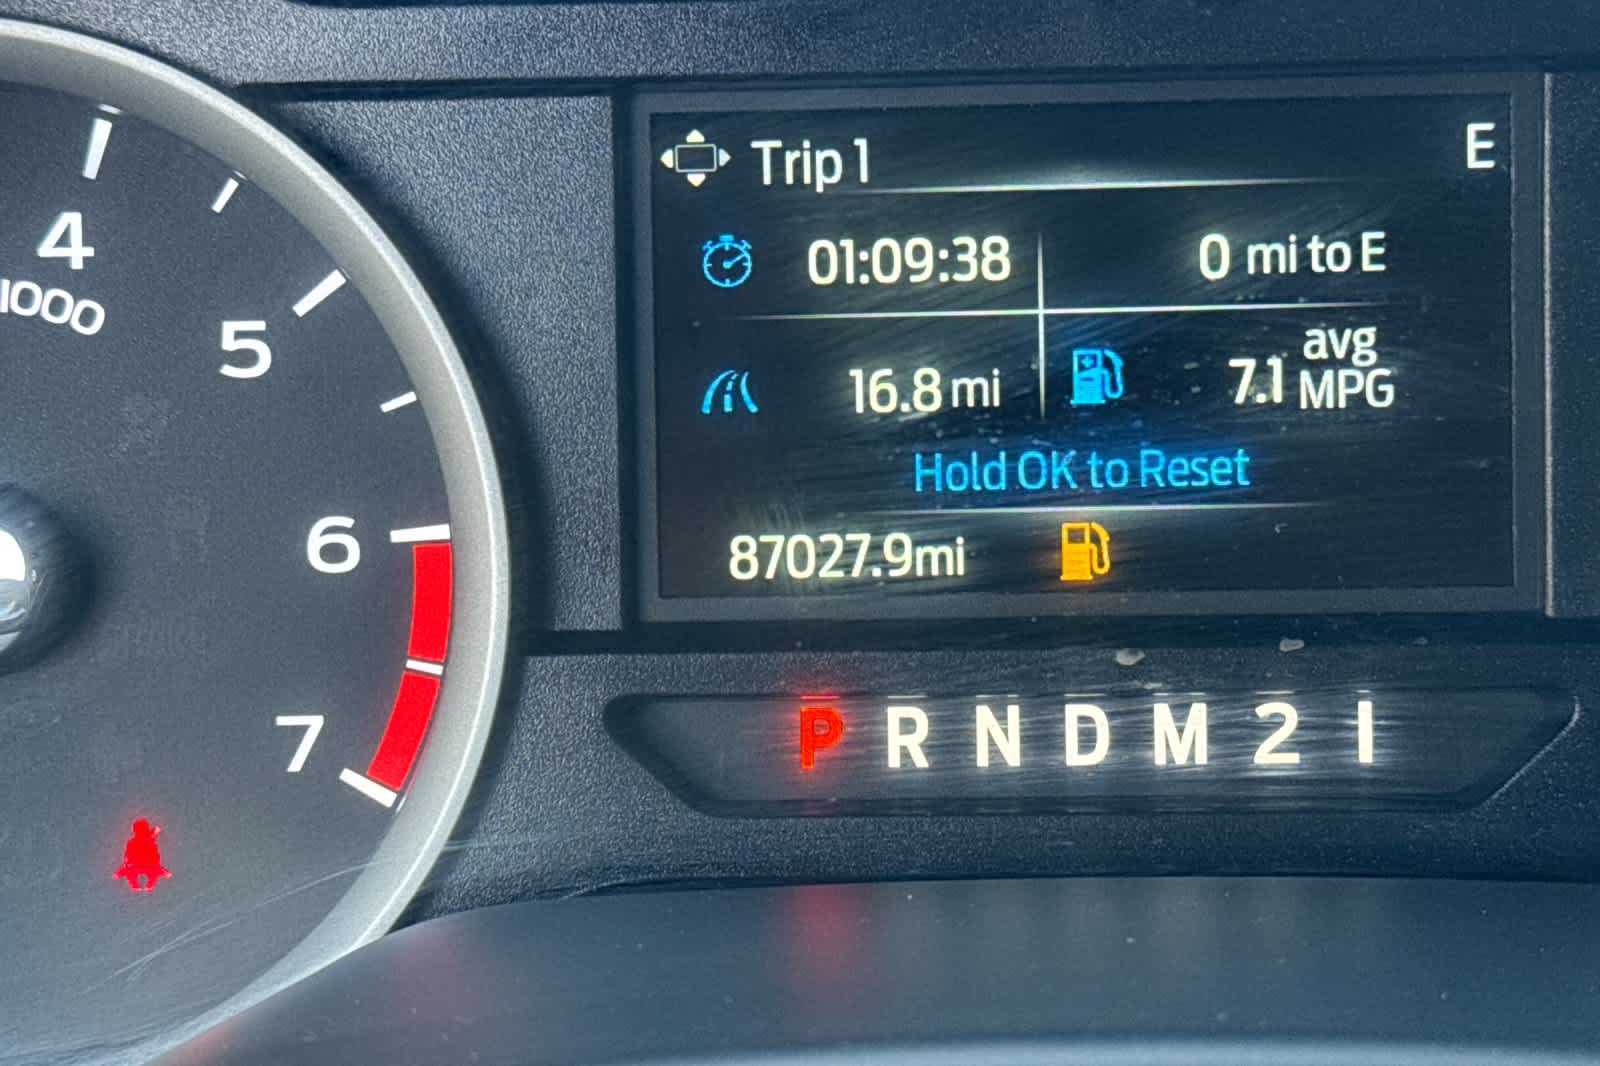 4
1000
5
6
7
Trip 1
E
01:09:38
0 mi to E
16.8 mi
7.1 avg MPG
Hold OK to Reset
87027.9mi
P R N D M 2 1